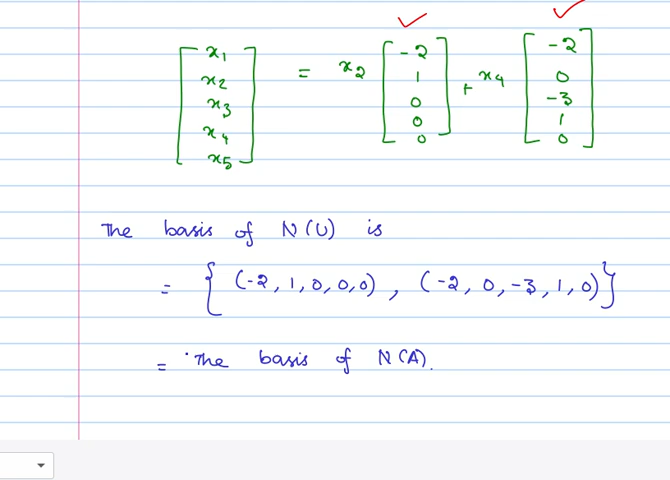 [x1 x2 x3 x4 x5] = x2 [-2 1 0 0 0] + x4 [-2 0 -3 1 0]
The basis of N(U) is
= { (-2, 1, 0, 0, 0), (-2, 0, -3, 1, 0) }
= The basis of N(A).